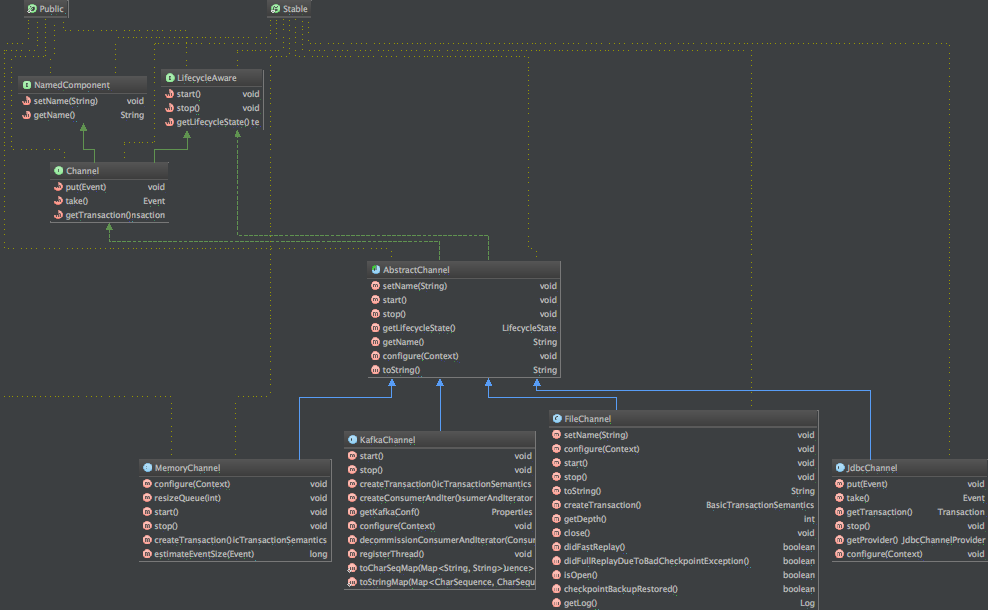 Public
Stable
NamedComponent
setName(String) void
getName() String
LifecycleAware
start() void
stop() void
getLifecycleState() te
Channel
put(Event) void
take() Event
getTransaction()nsaction
AbstractChannel
setName(String) void
start() void
stop() void
getLifecycleState() LifecycleState
getName() String
configure(Context) void
toString() String
MemoryChannel
configure(Context) void
resizeQueue(int) void
start() void
stop() void
createTransaction()icTransactionSemantics
estimateEventSize(Event) long
KafkaChannel
start() void
stop() void
createTransaction()icTransactionSemantics
createConsumerAndIter()sumerAndIterator
getKafkaConf() Properties
configure(Context) void
decommissionConsumerAndIterator(Consu
registerThread() void
toCharSeqMap(Map<String, String>)uence>
toStringMap(Map<CharSequence, CharSequ
FileChannel
setName(String) void
configure(Context) void
start() void
stop() void
toString() String
createTransaction() BasicTransactionSemantics
getDepth() int
close() void
didFastReplay() boolean
didFullReplayDueToBadCheckpointException() boolean
isOpen() boolean
checkpointBackupRestored() boolean
getLog() Log
JdbcChannel
put(Event) void
take() Event
getTransaction() Transaction
stop() void
getProvider() JdbcChannelProvider
configure(Context) void